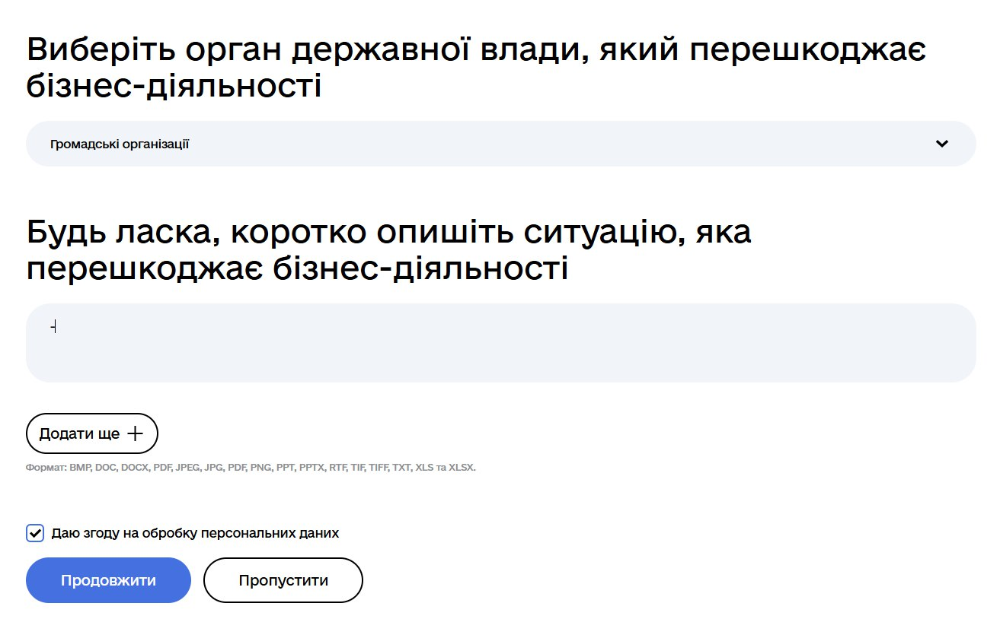 Виберіть орган державної влади, який перешкоджає
бізнес-діяльності
Громадські організації
Будь ласка, коротко опишіть ситуацію, яка
перешкоджає бізнес-діяльності
-
Додати ще +
Формат: BMP, DOC, DOCX, PDF, JPEG, JPG, PDF, PNG, PPT, PPTX, RTF, TIF, TIFF, TXT, XLS та XLSX.
Даю згоду на обробку персональних даних
Продовжити
Пропустити